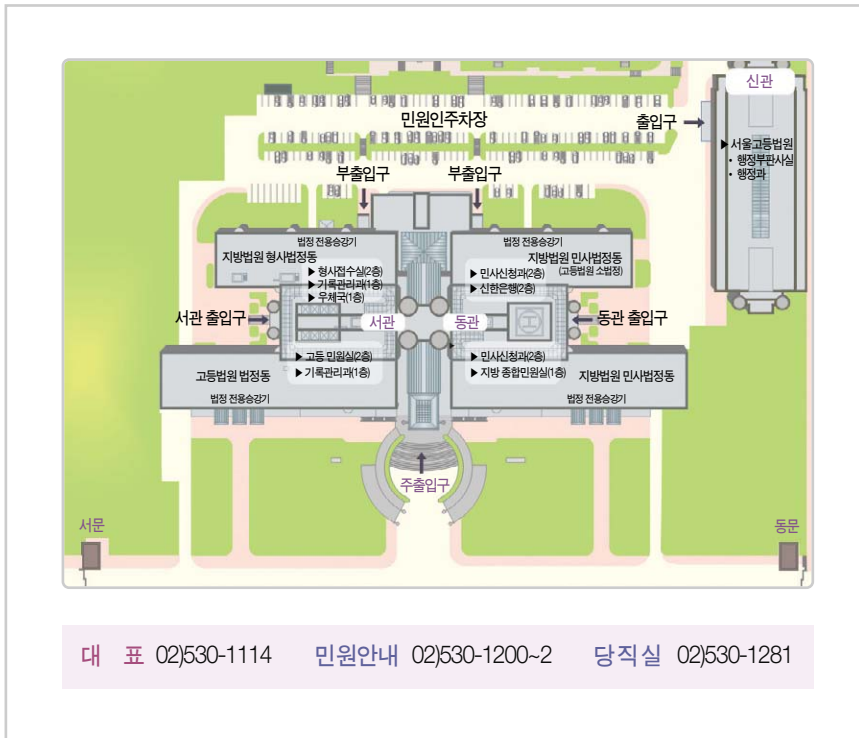 신관
민원인주차장
출입구
▶ 서울고등법원
· 행정부판사실
· 행정과
부출입구
부출입구
법정 전용승강기
지방법원 형사법정동
▶ 형사접수실(2층)
▶ 기록관리과(1층)
▶ 우체국(1층)
법정 전용승강기
지방법원 민사법정동
(고등법원 소법정)
▶ 민사신청과(2층)
▶ 신한은행(2층)
서관 출입구
서관
동관
동관 출입구
고등법원 법정동
▶ 고등 민원실(2층)
▶ 기록관리과(1층)
법정 전용승강기
▶ 민사신청과(2층)
▶ 지방 종합민원실(1층)
지방법원 민사법정동
법정 전용승강기
주출입구
서문
동문
대 표 02)530-1114 민원안내 02)530-1200~2 당직실 02)530-1281